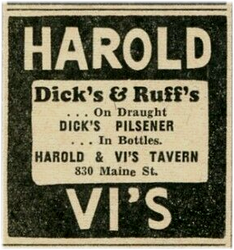 HAROLD
Dick's & Ruff's
. . . On Draught
DICK'S PILSENER
. . . In Bottles.
HAROLD & VI'S TAVERN
830 Maine St.
VI'S